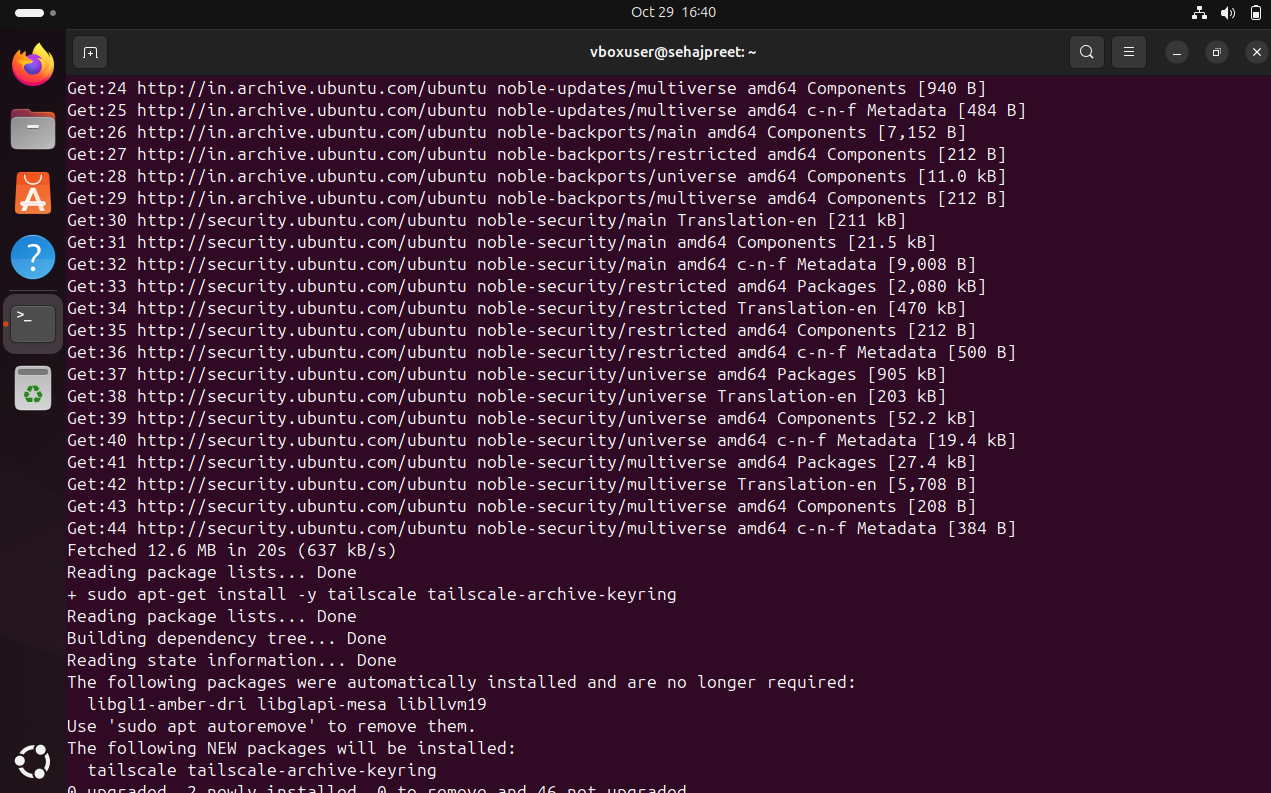 Oct 29 16:40
vboxuser@sehajpreet: ~
Get:24 http://in.archive.ubuntu.com/ubuntu noble-updates/multiverse amd64 Components [940 B]
Get:25 http://in.archive.ubuntu.com/ubuntu noble-updates/multiverse amd64 c-n-f Metadata [484 B]
Get:26 http://in.archive.ubuntu.com/ubuntu noble-backports/main amd64 Components [7,152 B]
Get:27 http://in.archive.ubuntu.com/ubuntu noble-backports/restricted amd64 Components [212 B]
Get:28 http://in.archive.ubuntu.com/ubuntu noble-backports/universe amd64 Components [11.0 kB]
Get:29 http://in.archive.ubuntu.com/ubuntu noble-backports/multiverse amd64 Components [212 B]
Get:30 http://security.ubuntu.com/ubuntu noble-security/main Translation-en [211 kB]
Get:31 http://security.ubuntu.com/ubuntu noble-security/main amd64 Components [21.5 kB]
Get:32 http://security.ubuntu.com/ubuntu noble-security/main amd64 c-n-f Metadata [9,008 B]
Get:33 http://security.ubuntu.com/ubuntu noble-security/restricted amd64 Packages [2,080 kB]
Get:34 http://security.ubuntu.com/ubuntu noble-security/restricted Translation-en [470 kB]
Get:35 http://security.ubuntu.com/ubuntu noble-security/restricted amd64 Components [212 B]
Get:36 http://security.ubuntu.com/ubuntu noble-security/restricted amd64 c-n-f Metadata [500 B]
Get:37 http://security.ubuntu.com/ubuntu noble-security/universe amd64 Packages [905 kB]
Get:38 http://security.ubuntu.com/ubuntu noble-security/universe Translation-en [203 kB]
Get:39 http://security.ubuntu.com/ubuntu noble-security/universe amd64 Components [52.2 kB]
Get:40 http://security.ubuntu.com/ubuntu noble-security/universe amd64 c-n-f Metadata [19.4 kB]
Get:41 http://security.ubuntu.com/ubuntu noble-security/multiverse amd64 Packages [27.4 kB]
Get:42 http://security.ubuntu.com/ubuntu noble-security/multiverse Translation-en [5,708 B]
Get:43 http://security.ubuntu.com/ubuntu noble-security/multiverse amd64 Components [208 B]
Get:44 http://security.ubuntu.com/ubuntu noble-security/multiverse amd64 c-n-f Metadata [384 B]
Fetched 12.6 MB in 20s (637 kB/s)
Reading package lists... Done
+ sudo apt-get install -y tailscale tailscale-archive-keyring
Reading package lists... Done
Building dependency tree... Done
Reading state information... Done
The following packages were automatically installed and are no longer required:
  libgl1-amber-dri libglapi-mesa libllvm19
Use 'sudo apt autoremove' to remove them.
The following NEW packages will be installed:
  tailscale tailscale-archive-keyring
0 upgraded, 2 newly installed, 0 to remove and 46 not upgraded.